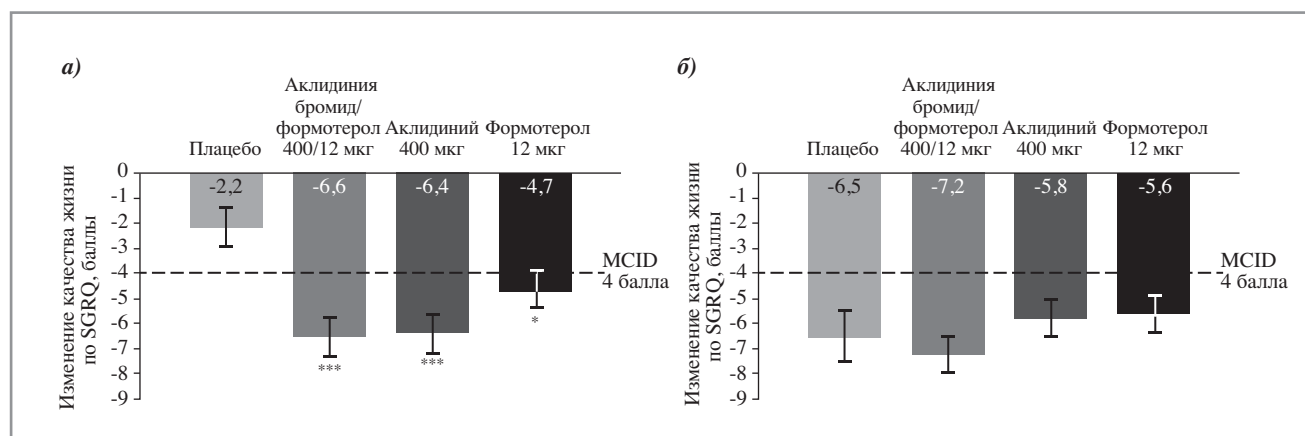 а)
Изменение качества жизни
по SGRQ, баллы
Плацебо
Аклидиния
бромид/
формотерол
400/12 мкг
Аклидиний
400 мкг
Формотерол
12 мкг
0
-1
-2
-3
-4
-5
-6
-7
-8
-9
-2,2
-6,6
-6,4
-4,7
***
***
*
MCID
4 балла
б)
Изменение качества жизни
по SGRQ, баллы
Плацебо
Аклидиния
бромид/
формотерол
400/12 мкг
Аклидиний
400 мкг
Формотерол
12 мкг
0
-1
-2
-3
-4
-5
-6
-7
-8
-9
-6,5
-7,2
-5,8
-5,6
MCID
4 балла